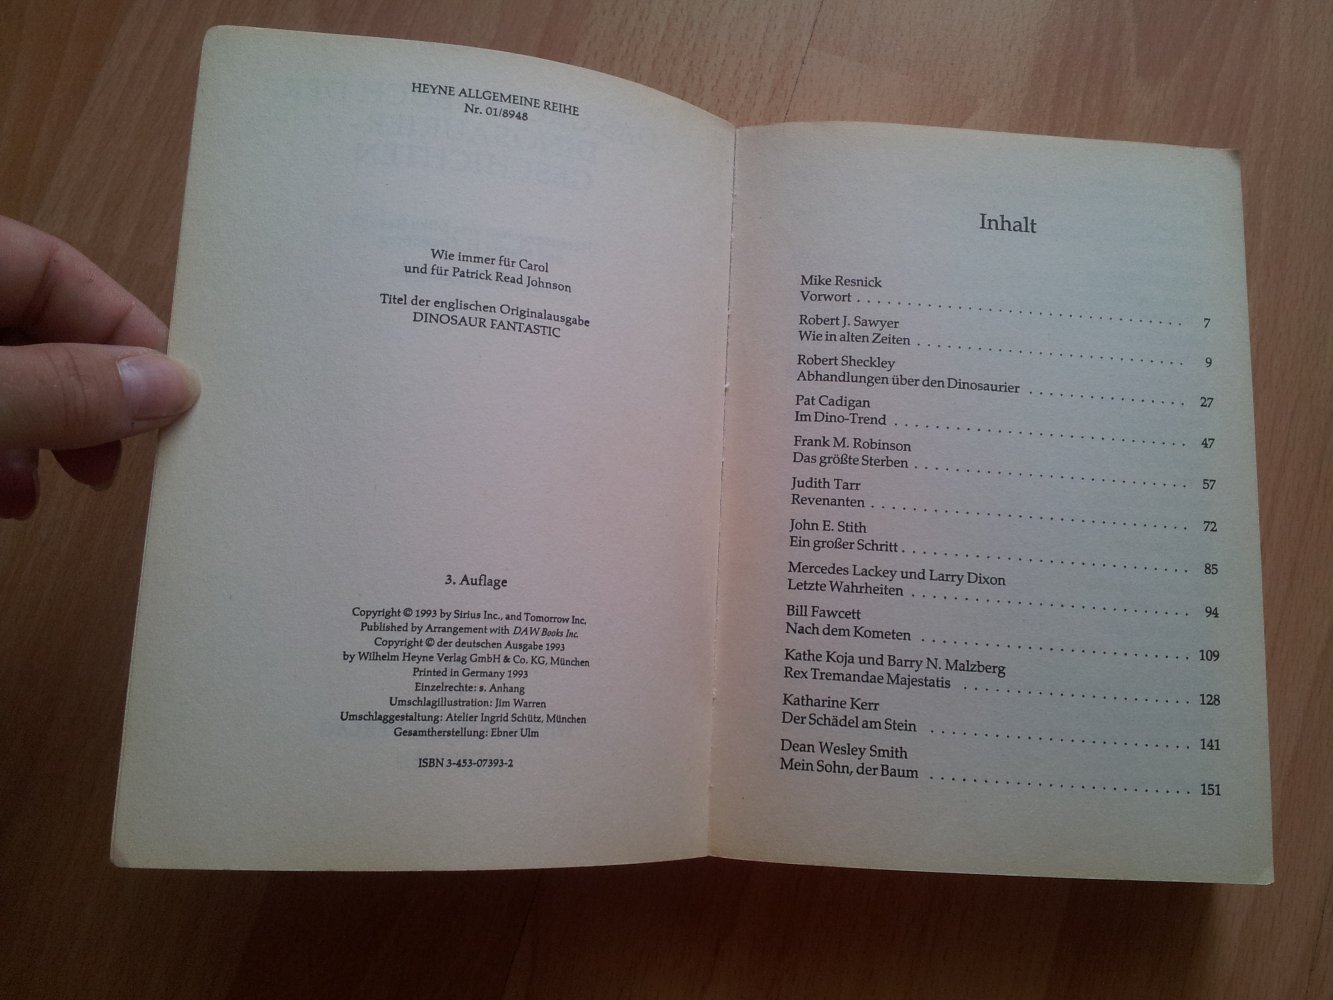 HEYNE ALLGEMEINE REIHE
Nr. 01/8948
Wie immer für Carol
und für Patrick Read Johnson
Titel der englischen Originalausgabe
DINOSAUR FANTASTIC
3. Auflage
Copyright © 1993 by Sirius Inc., and Tomorrow Inc.
Published by Arrangement with DAW Books Inc.
Copyright © der deutschen Ausgabe 1993
by Wilhelm Heyne Verlag GmbH & Co. KG, München
Printed in Germany 1993
Einzelrechte: s. Anhang
Umschlagillustration: Jim Warren
Umschlaggestaltung: Atelier Ingrid Schütz, München
Gesamtherstellung: Ebner Ulm
ISBN 3-453-07393-2
Inhalt
Mike Resnick
Vorwort . . . . . . . . . . . . . . . . . . . . . . . . . . . . . . . . . . 7
Robert J. Sawyer
Wie in alten Zeiten . . . . . . . . . . . . . . . . . . . . . . . . . . . 9
Robert Sheckley
Abhandlungen über den Dinosaurier . . . . . . . . . . . . . . . . 27
Pat Cadigan
Im Dino-Trend . . . . . . . . . . . . . . . . . . . . . . . . . . . . . 47
Frank M. Robinson
Das größte Sterben . . . . . . . . . . . . . . . . . . . . . . . . . . . 57
Judith Tarr
Revenanten . . . . . . . . . . . . . . . . . . . . . . . . . . . . . . . . 72
John E. Stith
Ein großer Schritt . . . . . . . . . . . . . . . . . . . . . . . . . . . . 85
Mercedes Lackey und Larry Dixon
Letzte Wahrheiten . . . . . . . . . . . . . . . . . . . . . . . . . . . 94
Bill Fawcett
Nach dem Kometen . . . . . . . . . . . . . . . . . . . . . . . . . . 109
Kathe Koja und Barry N. Malzberg
Rex Tremandae Majestatis . . . . . . . . . . . . . . . . . . . . . . 128
Katharine Kerr
Der Schädel am Stein . . . . . . . . . . . . . . . . . . . . . . . . . 141
Dean Wesley Smith
Mein Sohn, der Baum . . . . . . . . . . . . . . . . . . . . . . . . . 151